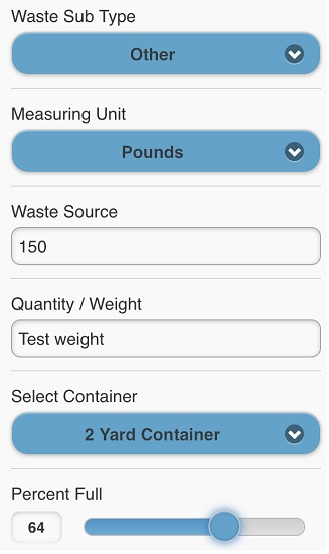 Waste Sub Type
Other
Measuring Unit
Pounds
Waste Source
150
Quantity / Weight
Test weight
Select Container
2 Yard Container
Percent Full
64